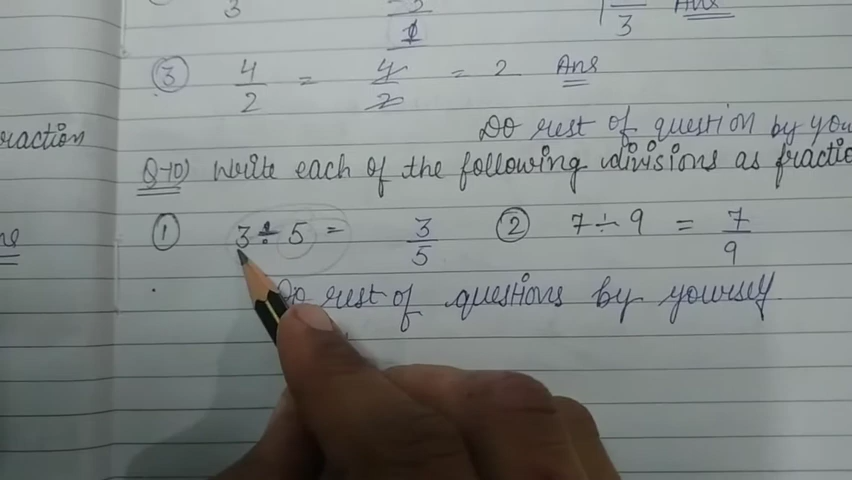 3
3
③ 4/2 = 4/2 = 2 Ans
Do rest of question by you
raction
Q-10) Write each of the following divisions as fractio
① 3 ÷ 5 = 3/5 ② 7 ÷ 9 = 7/9
Do rest of questions by yourself